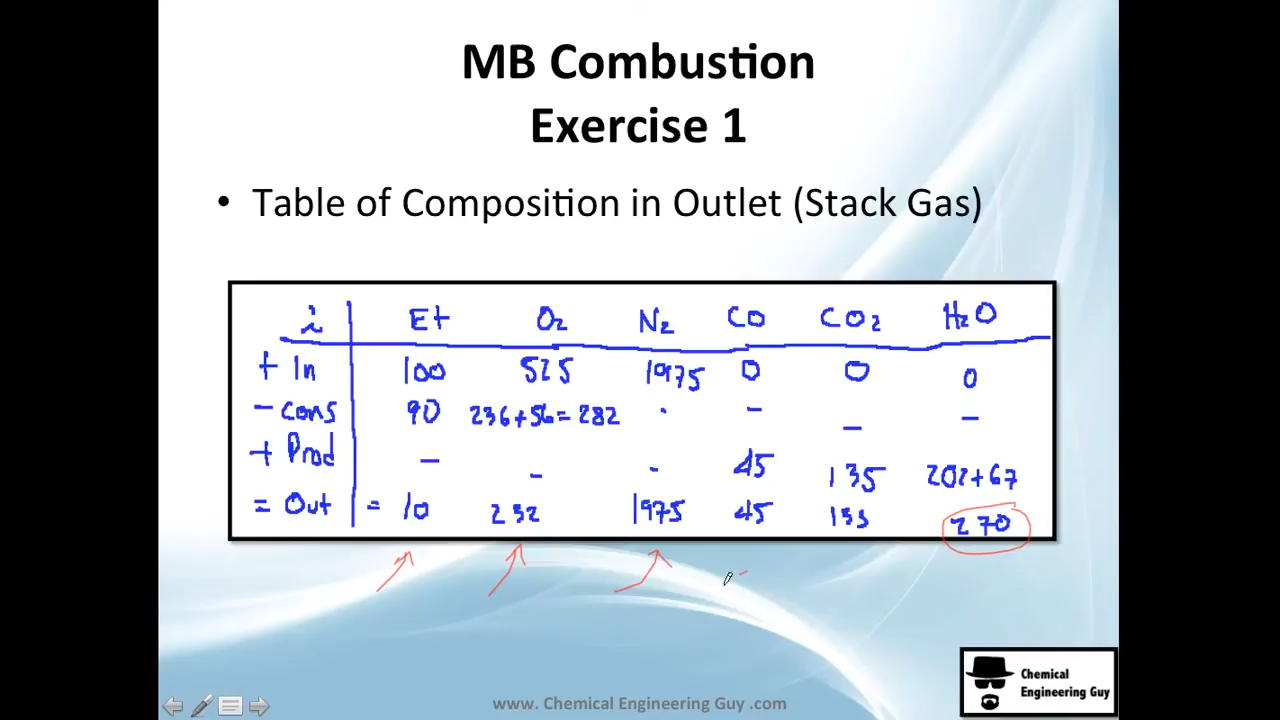 MB Combustion
Exercise 1
• Table of Composition in Outlet (Stack Gas)
i Et O2 N2 CO CO2 H2O
+ In 100 525 1975 0 0 0
- Cons 90 236+56=282 · - - -
+ Prod - - - 45 135 202+67
= Out = 10 232 1975 45 135 270
Chemical
Engineering Guy
www. Chemical Engineering Guy .com